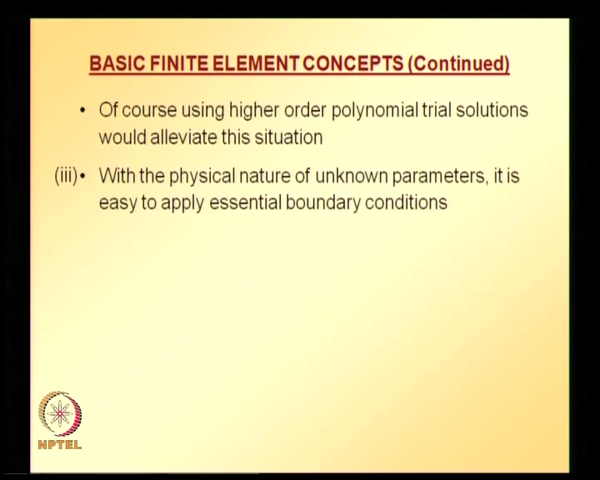 BASIC FINITE ELEMENT CONCEPTS (Continued)
• Of course using higher order polynomial trial solutions
would alleviate this situation
(iii)• With the physical nature of unknown parameters, it is
easy to apply essential boundary conditions
NPTEL